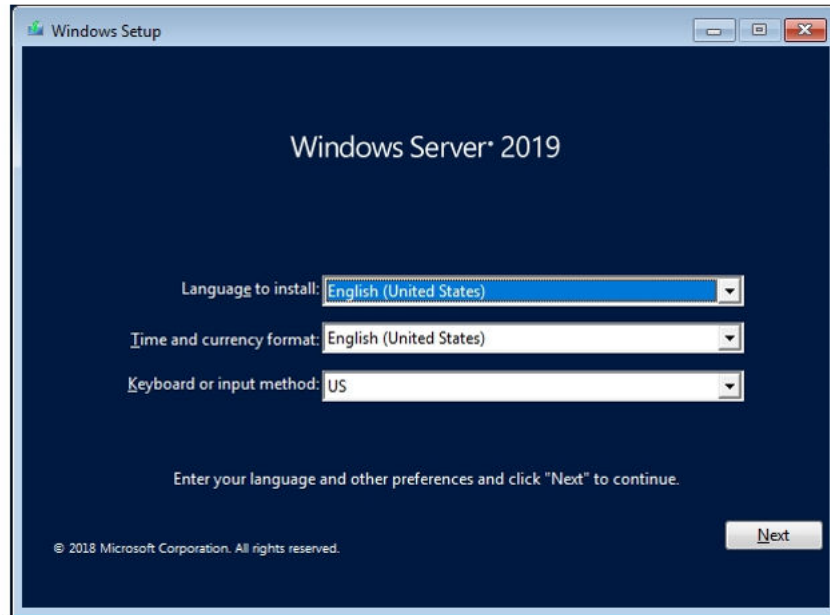 Windows Setup
Windows Server® 2019
Language to install: English (United States)
Time and currency format: English (United States)
Keyboard or input method: US
Enter your language and other preferences and click "Next" to continue.
Next
© 2018 Microsoft Corporation. All rights reserved.